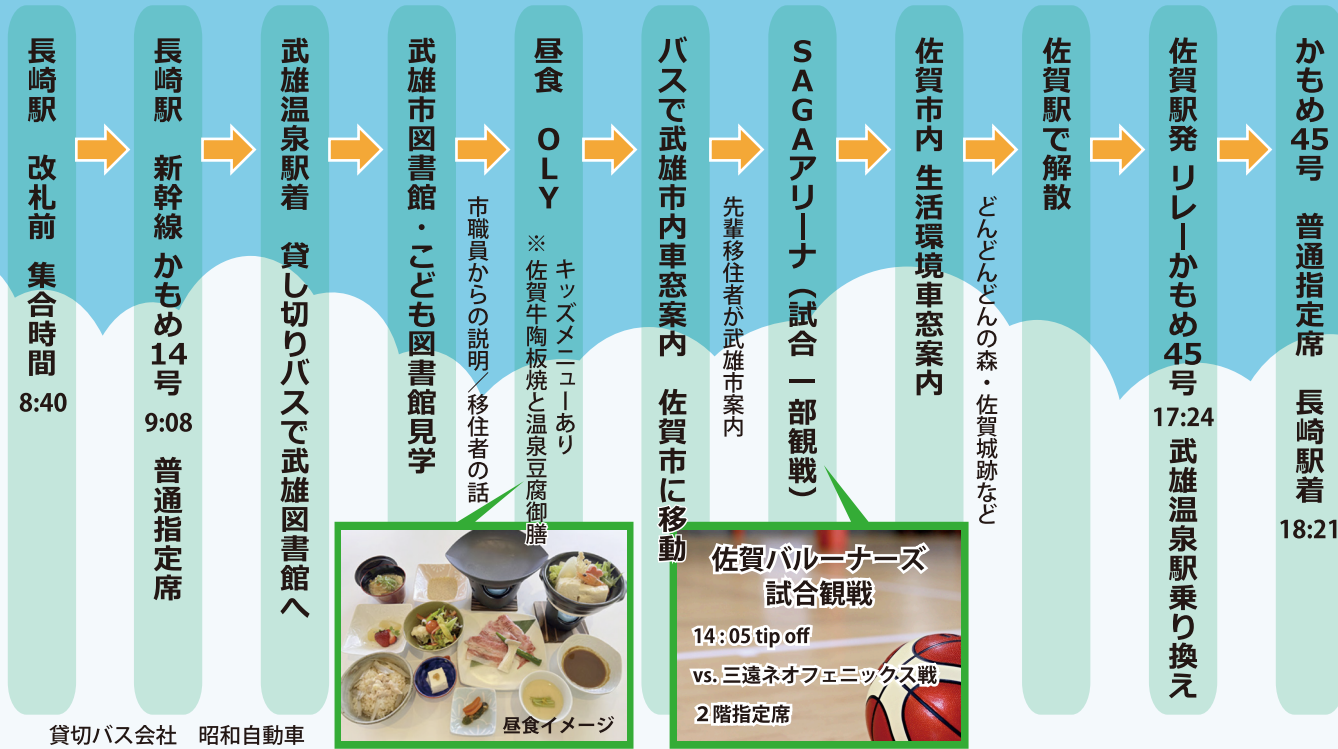 長崎駅　改札前　集合時間 8:40
長崎駅　新幹線 かもめ14号 9:08 普通指定席
武雄温泉駅着　貸し切りバスで武雄図書館へ
武雄市図書館・こども図書館見学
市職員からの説明／移住者の話
昼食　OLY
キッズメニューあり
※佐賀牛陶板焼と温泉豆腐御膳
昼食イメージ
バスで武雄市内車窓案内　佐賀市に移動
先輩移住者が武雄市案内
SAGAアリーナ（試合 一部観戦）
佐賀バルーナーズ
試合観戦
14：05 tip off
vs. 三遠ネオフェニックス戦
２階指定席
佐賀市内 生活環境車窓案内
どんどんどんの森・佐賀城跡など
佐賀駅で解散
佐賀駅発 リレーかもめ45号 17:24 武雄温泉駅乗り換え
かもめ45号　普通指定席　長崎駅着 18:21
貸切バス会社　昭和自動車